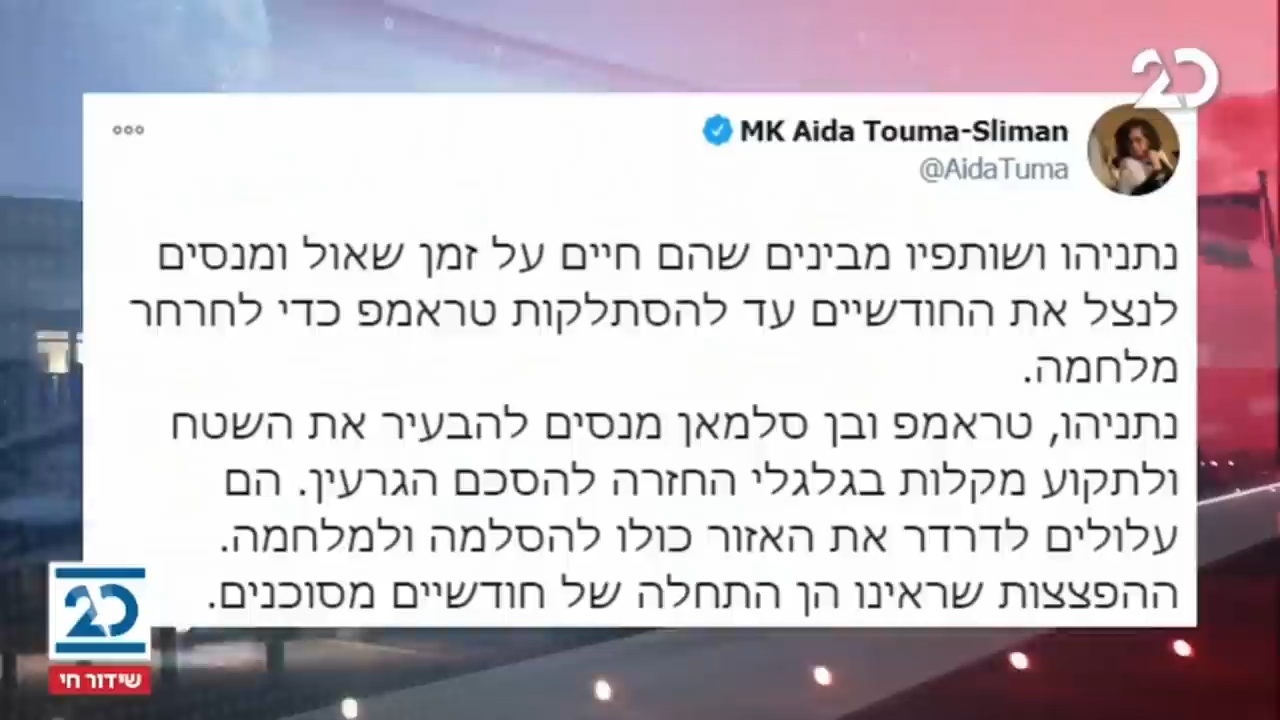 20
MK Aida Touma-Sliman
@AidaTuma
נתניהו ושותפיו מבינים שהם חיים על זמן שאול ומנסים
לנצל את החודשיים עד להסתלקות טראמפ כדי לחרחר
מלחמה.
נתניהו, טראמפ ובן סלמאן מנסים להבעיר את השטח
ולתקוע מקלות בגלגלי החזרה להסכם הגרעין. הם
עלולים לדרדר את האזור כולו להסלמה ולמלחמה.
ההפצצות שראינו הן התחלה של חודשיים מסוכנים.
20
שידור חי